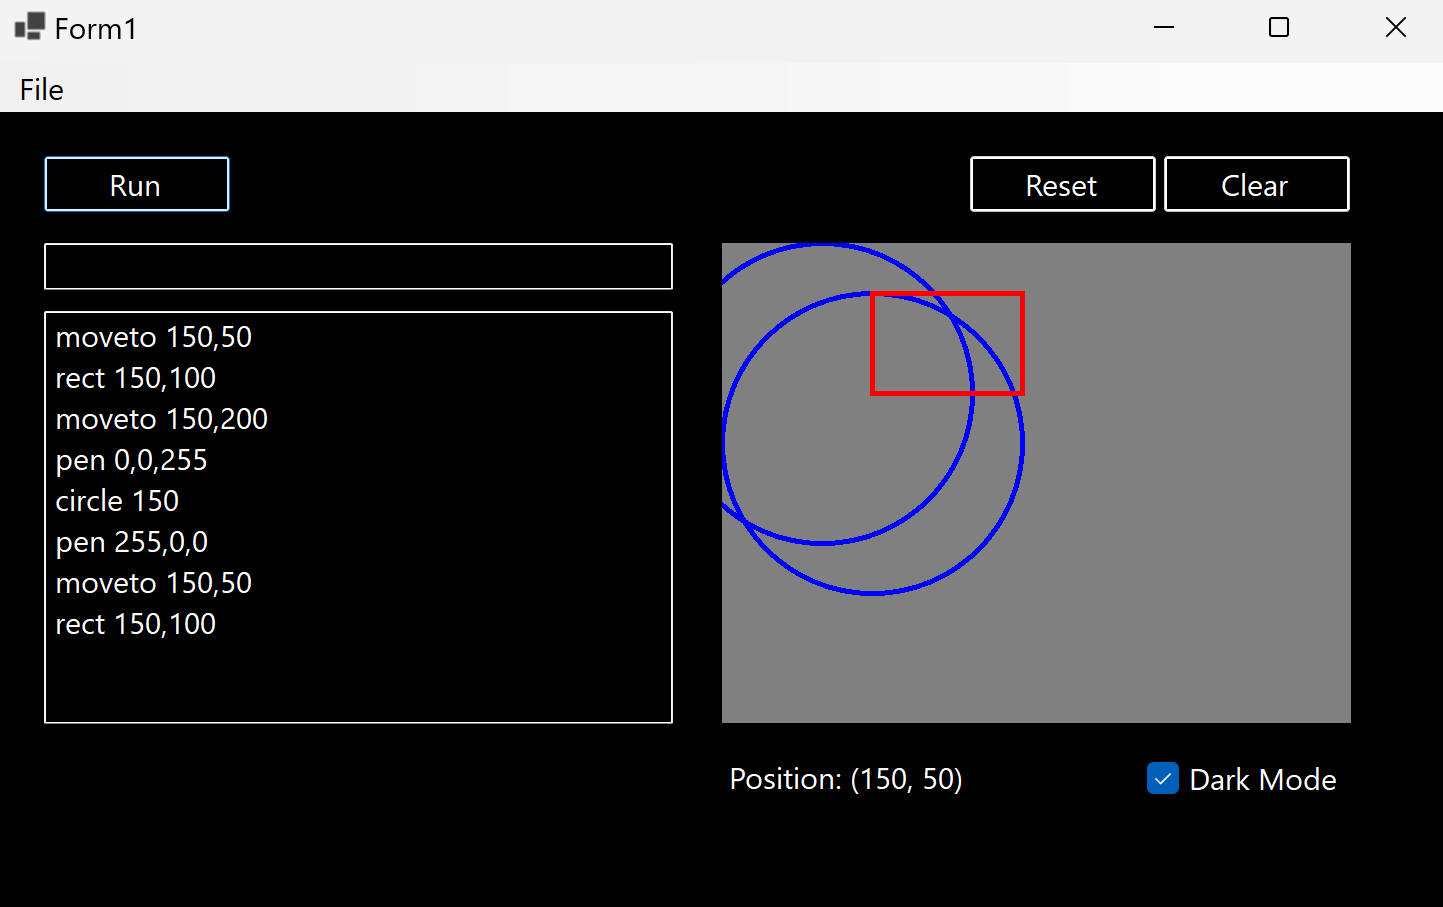 Form1
File
Run
Reset
Clear
moveto 150,50
rect 150,100
moveto 150,200
pen 0,0,255
circle 150
pen 255,0,0
moveto 150,50
rect 150,100
Position: (150, 50)
Dark Mode